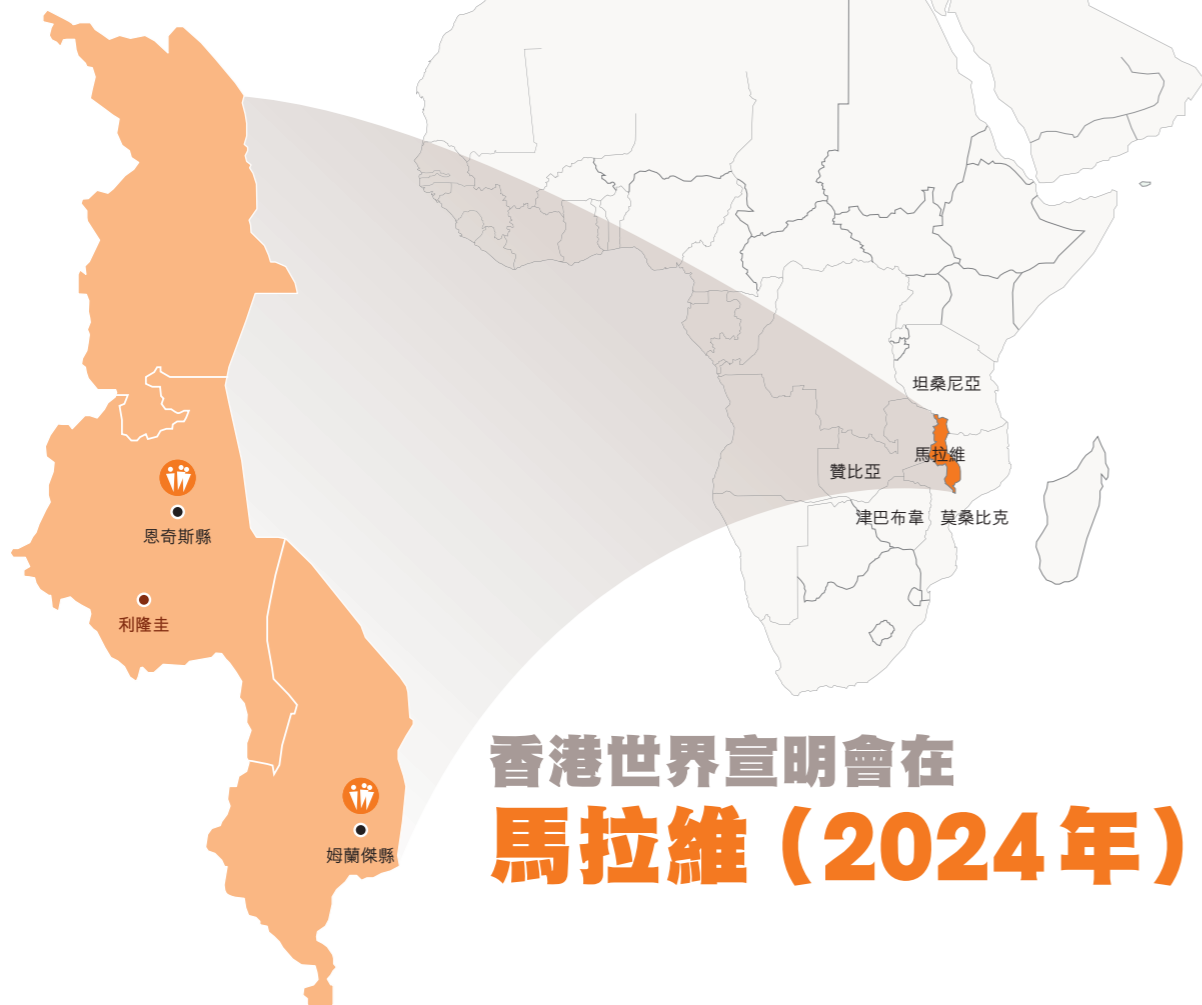 坦桑尼亞
馬拉維
贊比亞
津巴布韋
莫桑比克
恩奇斯縣
利隆圭
姆蘭傑縣
香港世界宣明會在
馬拉維（2024年）